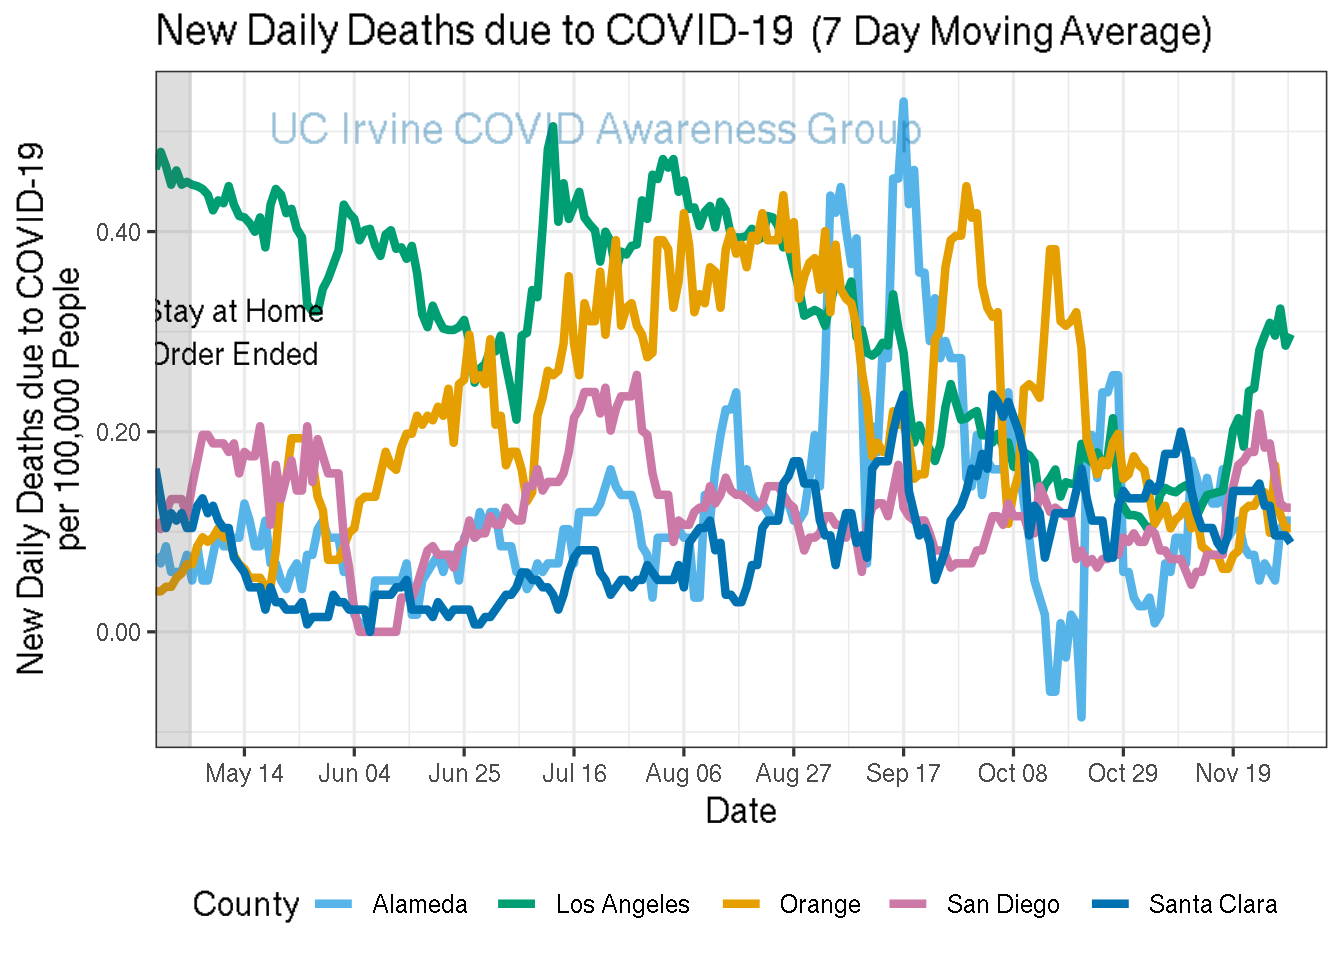 New Daily Deaths due to COVID-19 (7 Day Moving Average)
UC Irvine COVID Awareness Group
New Daily Deaths due to COVID-19
per 100,000 People
0.40
0.20
0.00
Stay at Home
Order Ended
May 14 Jun 04 Jun 25 Jul 16 Aug 06 Aug 27 Sep 17 Oct 08 Oct 29 Nov 19
Date
County Alameda Los Angeles Orange San Diego Santa Clara